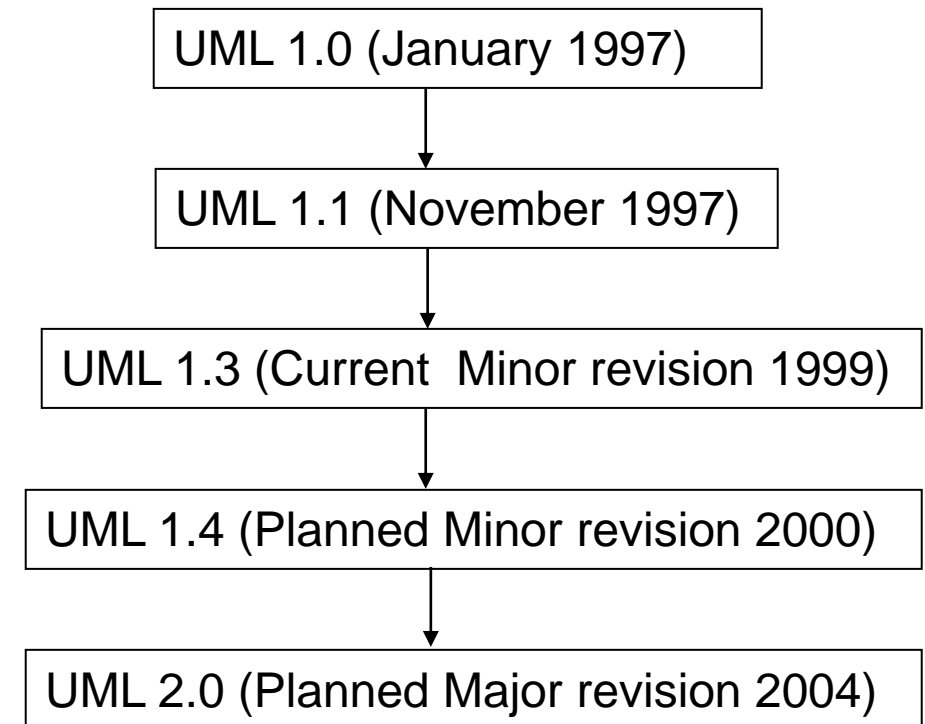 UML 1.0 (January 1997)
UML 1.1 (November 1997)
UML 1.3 (Current  Minor revision 1999)
UML 1.4 (Planned Minor revision 2000)
UML 2.0 (Planned Major revision 2004)